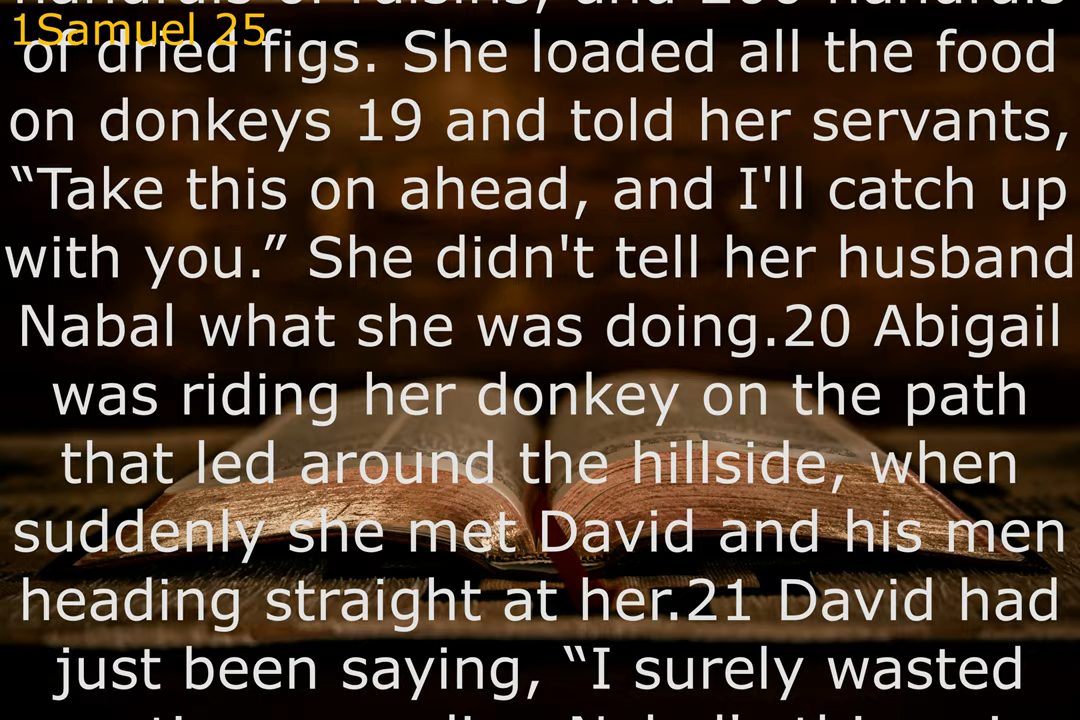 1Samuel 25
of dried figs. She loaded all the food
on donkeys 19 and told her servants,
“Take this on ahead, and I'll catch up
with you.” She didn't tell her husband
Nabal what she was doing.20 Abigail
was riding her donkey on the path
that led around the hillside, when
suddenly she met David and his men
heading straight at her.21 David had
just been saying, “I surely wasted